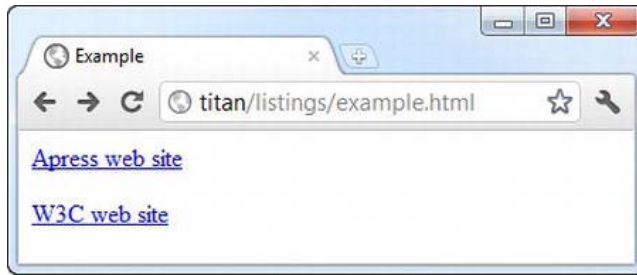 Example
titan/listings/example.html
Apress web site
W3C web site